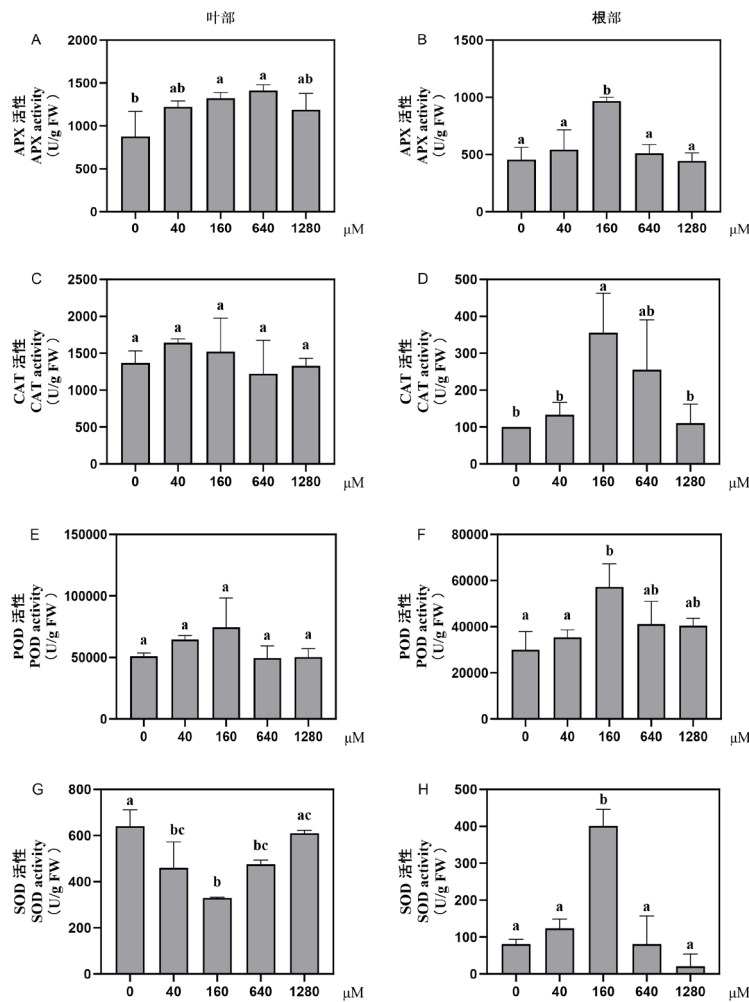 叶部
根部
A
APX 活性
APX activity
（U/g FW）
2000
1500
1000
500
0
b
ab
a
a
ab
0
40
160
640
1280
μM
B
APX 活性
APX activity
（U/g FW）
1500
1000
500
0
a
a
b
a
a
0
40
160
640
1280
μM
C
CAT 活性
CAT activity
（U/g FW）
2500
2000
1500
1000
500
0
a
a
a
a
a
0
40
160
640
1280
μM
D
CAT 活性
CAT activity
（U/g FW）
500
400
300
200
100
0
b
b
a
ab
b
0
40
160
640
1280
μM
E
POD 活性
POD activity
（U/g FW）
150000
100000
50000
0
a
a
a
a
a
0
40
160
640
1280
μM
F
POD 活性
POD activity
（U/g FW）
80000
60000
40000
20000
0
a
a
b
ab
ab
0
40
160
640
1280
μM
G
SOD 活性
SOD activity
（U/g FW）
800
600
400
200
0
a
bc
b
bc
ac
0
40
160
640
1280
μM
H
SOD 活性
SOD activity
（U/g FW）
500
400
300
200
100
0
a
a
b
a
a
0
40
160
640
1280
μM